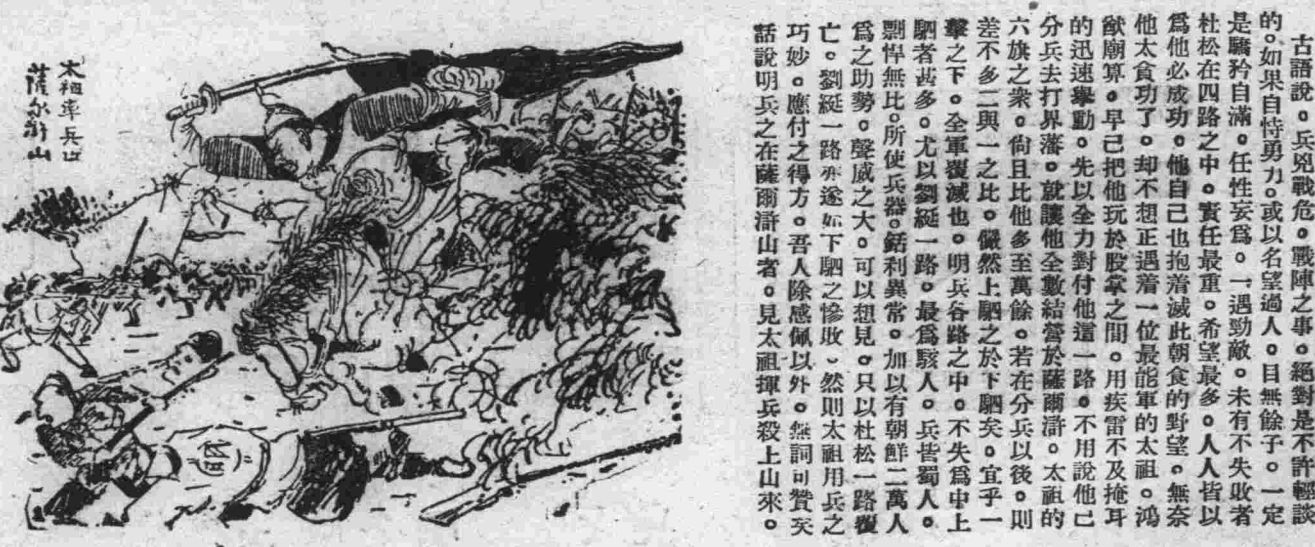 古語說。兵兇戰危。戰陣之事。絕對是不許輕談
的。如果自恃勇力。或以名望過人。目無餘子。一定
是驕矜自滿。任性妄爲。一遇勁敵。未有不失敗者
杜松在四路之中。責任最重。希望最多。人人皆以
爲他必成功。他自己也抱着滅此朝食的野望。無奈
他太貪功了。却不想正遇着一位最能軍的太祖。鴻
猷廟算。早已把他玩於股掌之間。用疾雷不及掩耳
的迅速舉動。先以全力對付他這一路。不用說他已
分兵去打界藩。就讓他全數結營於薩爾滸。太祖的
六旗之衆。尙且比他多至萬餘。若在分兵以後。則
差不多二與一之比。儼然上駟之於下駟矣。宜乎一
擊之下。全軍覆滅也。明兵各路之中。不失爲中上
駟者甚多。尤以劉綎一路。最爲駭人。兵皆蜀人。
剽悍無比。所使兵器。銛利異常。加以有朝鮮二萬人
爲之助勢。聲威之大。可以想見。只以杜松一路覆
亡。劉綎一路亦遂如下駟之慘敗、然則太祖用兵之
巧妙。應付之得方。吾人除感佩以外。無詞可贊矣
話說明兵之在薩爾滸山者。見太祖揮兵殺上山來。
太祖率兵進
薩爾滸山